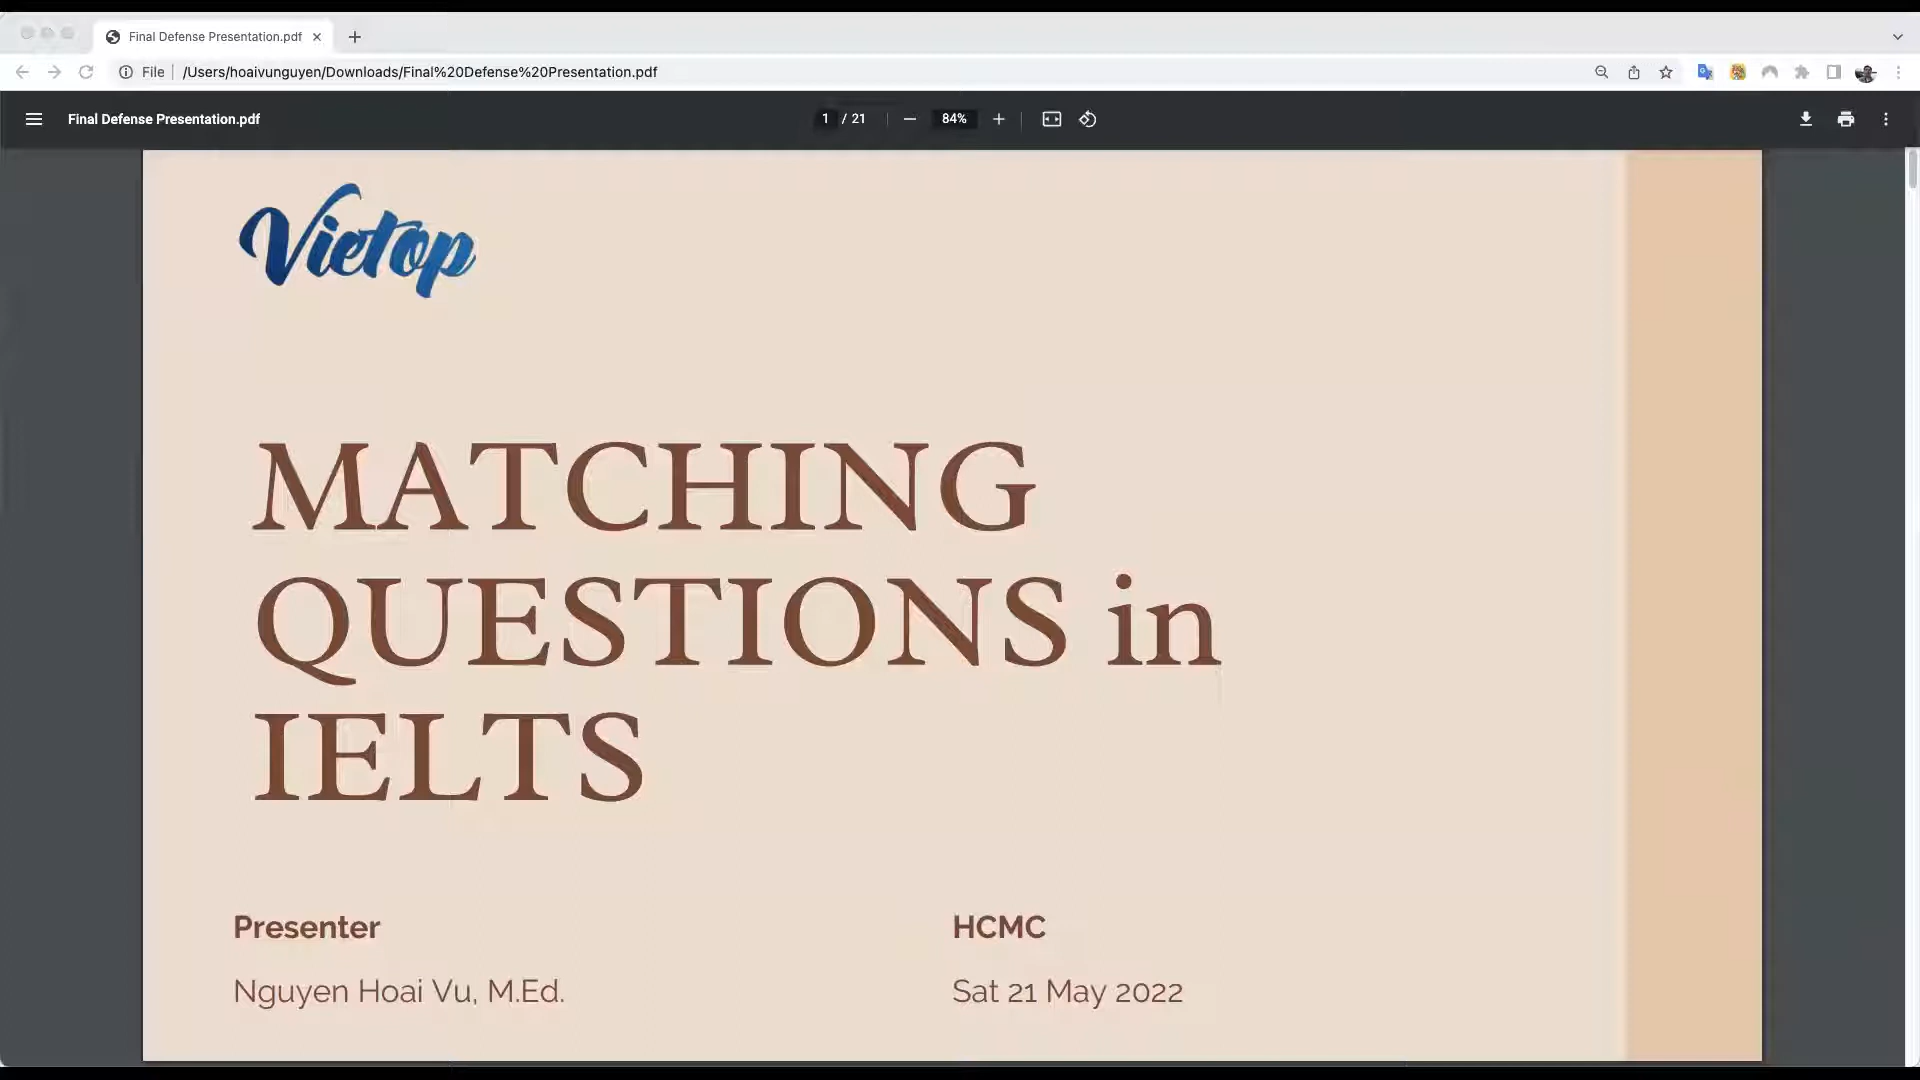 Final Defense Presentation.pdf
File /Users/hoaivunguyen/Downloads/Final%20Defense%20Presentation.pdf
Final Defense Presentation.pdf 1 / 21 84%
Vietop
MATCHING
QUESTIONS in
IELTS
Presenter HCMC
Nguyen Hoai Vu, M.Ed. Sat 21 May 2022